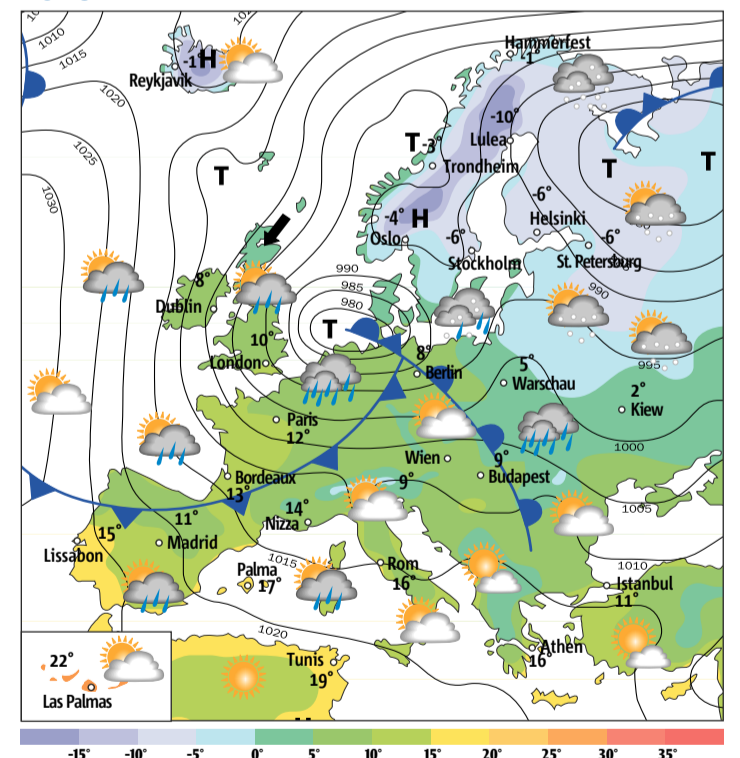 1010
1015
1020
1025
1030
Reykjavik
-1°
H
Hammerfest
-1°
-10°
Lulea
T
-3°
Trondheim
T
T
T
-4°
H
Oslo
-6°
Helsinki
-6°
Stockholm
-6°
St. Petersburg
990
985
980
990
995
8°
Dublin
T
10°
London
8°
Berlin
5°
Warschau
2°
Kiew
Paris
12°
1000
Wien
9°
Budapest
9°
Bordeaux
13°
14°
Nizza
1005
15°
Lissabon
11°
Madrid
1015
Palma
17°
Rom
16°
1010
Istanbul
11°
1020
Athen
16
22°
Las Palmas
Tunis
19°
-15° -10° -5° 0° 5° 10° 15° 20° 25° 30° 35°